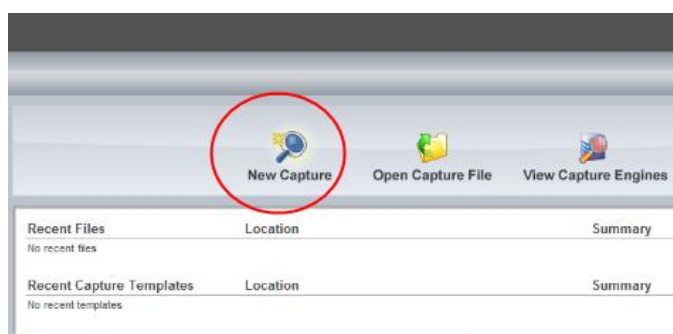 New Capture Open Capture File View Capture Engines
Recent Files Location Summary
No recent files
Recent Capture Templates Location Summary
No recent templates